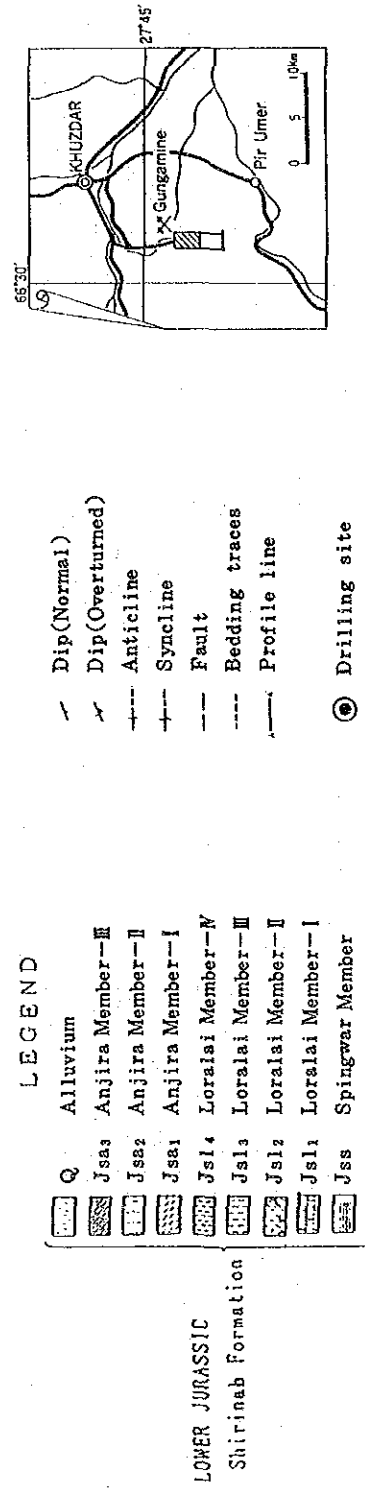 LEGEND
Q Alluvium
Jsa3 Anjira Member-Ⅲ
Jsa2 Anjira Member-Ⅱ
Jsa1 Anjira Member-Ⅰ
Jsl4 Loralai Member-Ⅳ
Jsl3 Loralai Member-Ⅲ
Jsl2 Loralai Member-Ⅱ
Jsl1 Loralai Member-Ⅰ
Jss Spingwar Member
LOWER JURASSIC
Shirinab Formation
Dip(Normal)
Dip(Overturned)
Anticline
Syncline
Fault
Bedding traces
Profile line
Drilling site
66°30'
KHUZDAR
27°45'
Gungamine
Pir Umer
0 5 10Km